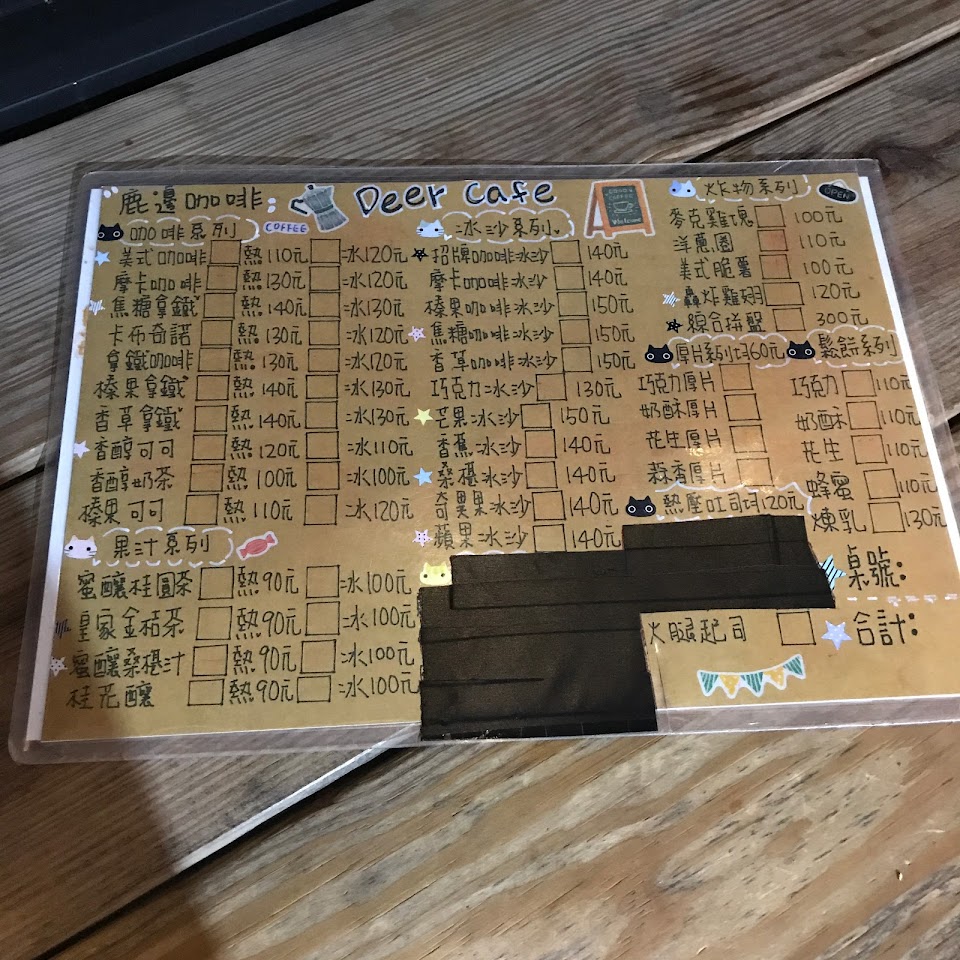 鹿邊咖啡:
COFFEE
Deer Cafe
OPEN
咖啡系列
美式咖啡 熱110元 冰120元
摩卡咖啡 熱130元 冰120元
焦糖拿鐵 熱140元 冰130元
卡布奇諾 熱130元 冰120元
拿鐵咖啡 熱130元 冰120元
榛果拿鐵 熱140元 冰130元
香草拿鐵 熱140元 冰130元
香醇可可 熱120元 冰110元
香醇奶茶 熱100元 冰100元
榛果可可 熱110元 冰120元
果汁系列
蜜釀桂圓茶 熱90元 冰100元
皇家金桔茶 熱90元 冰100元
蜜釀桑椹汁 熱90元 冰100元
桂花釀 熱90元 冰100元
冰沙系列
招牌咖啡冰沙 140元
摩卡咖啡冰沙 140元
榛果咖啡冰沙 150元
焦糖咖啡冰沙 150元
香草咖啡冰沙 150元
巧克力冰沙 130元
芒果冰沙 150元
香蕉冰沙 140元
桑椹冰沙 140元
奇異果冰沙 140元
蘋果冰沙 140元
炸物系列
麥克雞塊 100元
洋蔥圈 110元
美式脆薯 100元
轟炸雞翅 120元
綜合拼盤 300元
厚片系列均60元
巧克力厚片
奶酥厚片
花生厚片
蒜香厚片
熱壓吐司均120元
火腿起司
鬆餅系列
巧克力 110元
奶酥 110元
花生 110元
蜂蜜 110元
煉乳 130元
桌號:
合計: